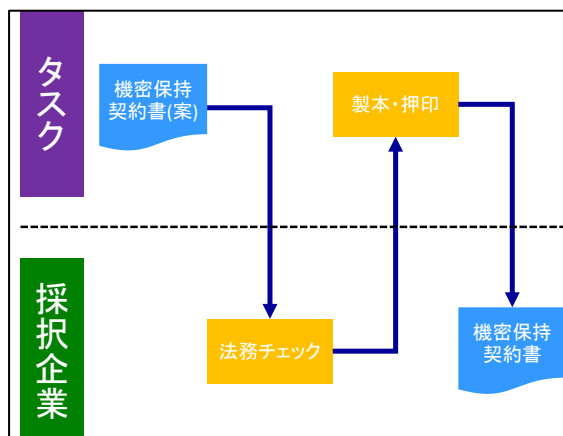 タスク
機密保持
契約書(案)
製本・押印
採択企業
法務チェック
機密保持
契約書